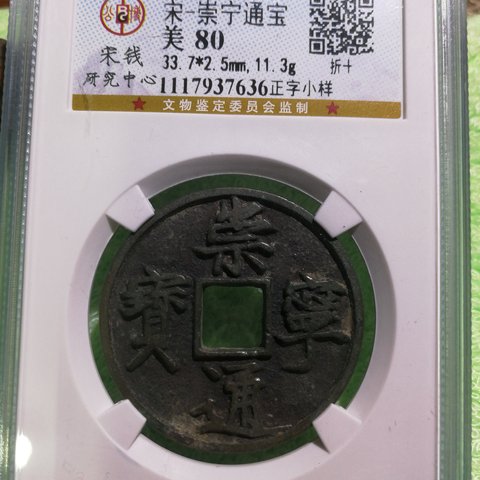 宋-崇宁通宝
美 80
33.7*2.5mm,11.3g 折十
宋钱
研究中心
1117937636正字小样
★ 文物鉴定委员会监制 ★
崇寧通寳